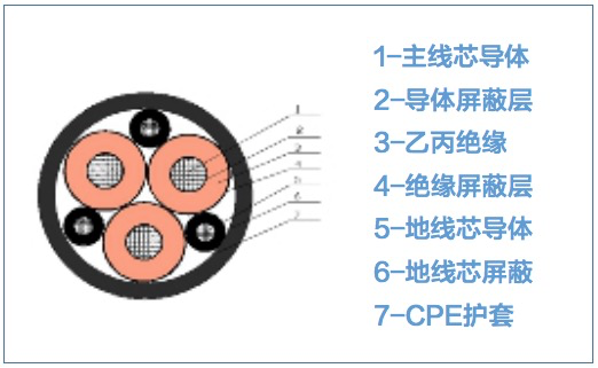 1
2
3
4
5
6
7
1-主线芯导体
2-导体屏蔽层
3-乙丙绝缘
4-绝缘屏蔽层
5-地线芯导体
6-地线芯屏蔽
7-CPE护套